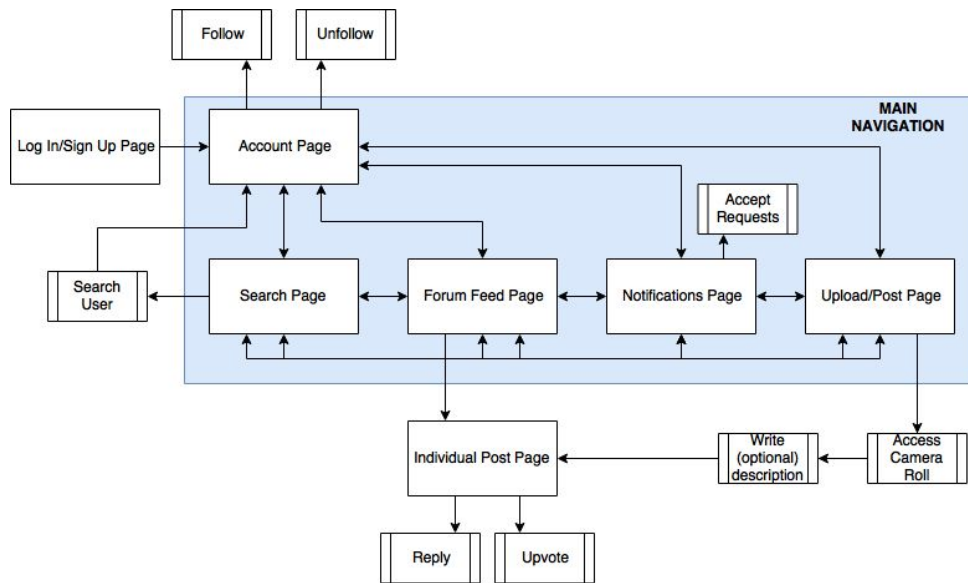 Follow
Unfollow
MAIN
NAVIGATION
Log In/Sign Up Page
Account Page
Accept
Requests
Search
User
Search Page
Forum Feed Page
Notifications Page
Upload/Post Page
Individual Post Page
Write
(optional)
description
Access
Camera
Roll
Reply
Upvote